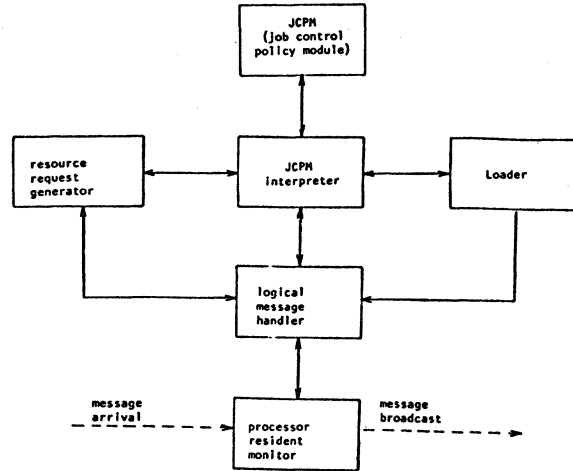 JCPM
(job control
policy module)
resource
request
generator
JCPM
interpreter
Loader
logical
message
handler
message
arrival
processor
resident
monitor
message
broadcast